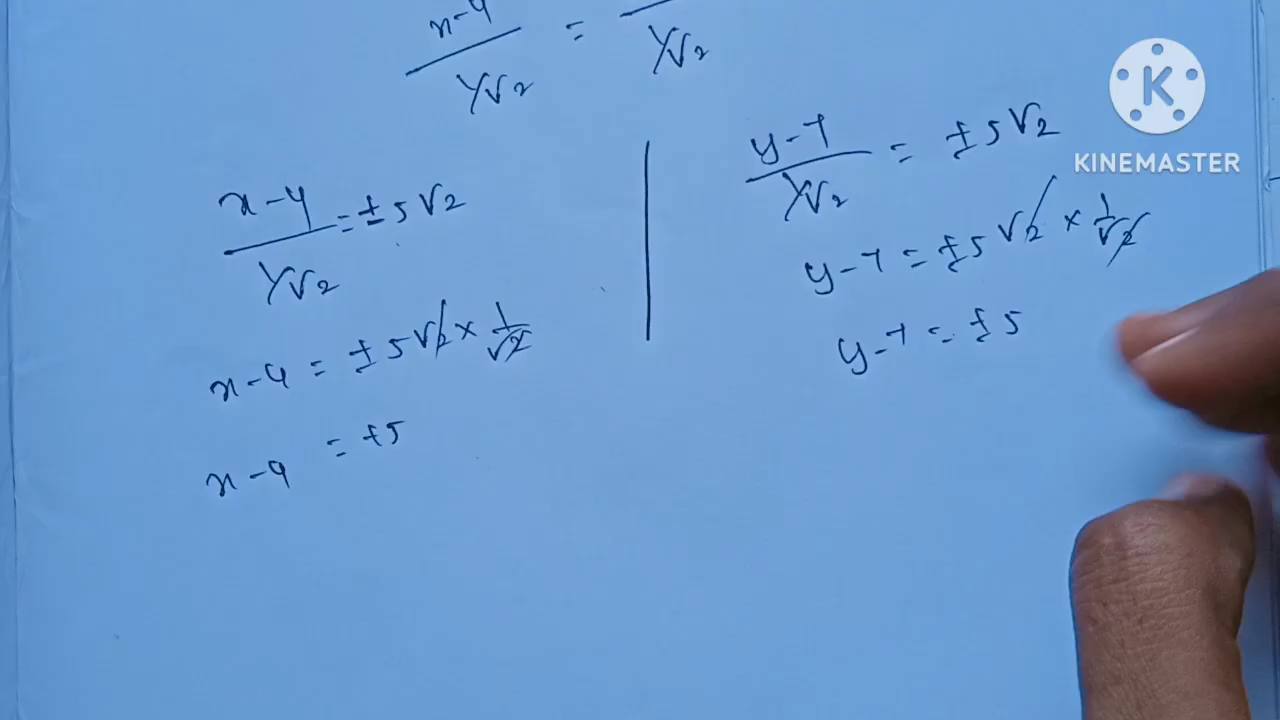 x-4/1/√2 = /1/√2
x-4/1/√2 = ±5√2
x-4 = ±5√2 × 1/√2
x-4 = ±5
y-7/1/√2 = ±5√2
y-7 = ±5√2 × 1/√2
y-7 = ±5
K
KINEMASTER